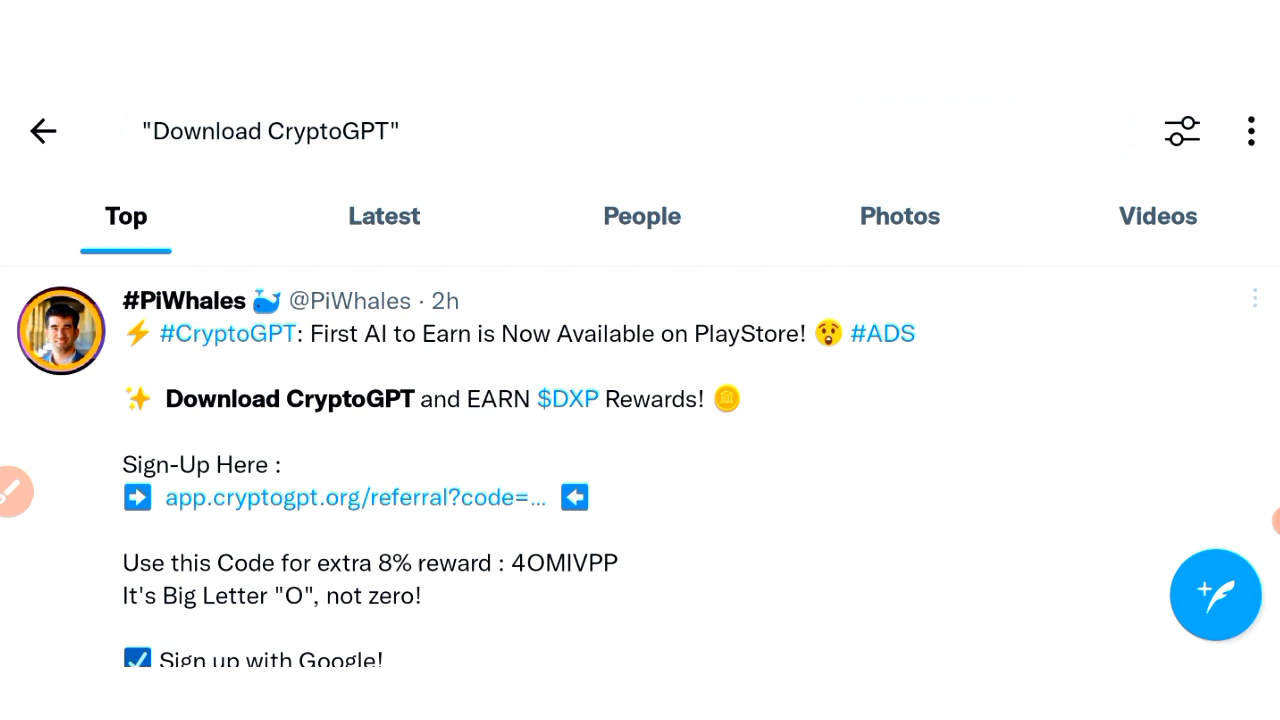 "Download CryptoGPT"
Top Latest People Photos Videos
#PiWhales 🐳 @PiWhales · 2h
⚡ #CryptoGPT: First AI to Earn is Now Available on PlayStore! 😲 #ADS
✨ Download CryptoGPT and EARN $DXP Rewards! 🪙
Sign-Up Here :
➡️ app.cryptogpt.org/referral?code=... ⬅️
Use this Code for extra 8% reward : 4OMIVPP
It's Big Letter "O", not zero!
☑️ Sign up with Google!